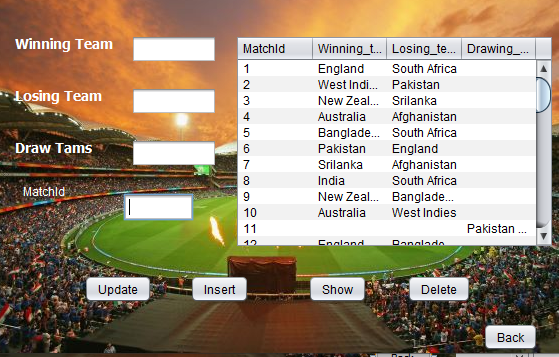 Winning Team
Losing Team
Draw Tams
MatchId
MatchId Winning_t... Losing_te... Drawing_...
1 England South Africa
2 West Indi... Pakistan
3 New Zeal... Srilanka
4 Australia Afghanistan
5 Banglade... South Africa
6 Pakistan England
7 Srilanka Afghanistan
8 India South Africa
9 New Zeal... Banglade...
10 Australia West Indies
11 Pakistan ...
12 England Banglade
Update Insert Show Delete
Back